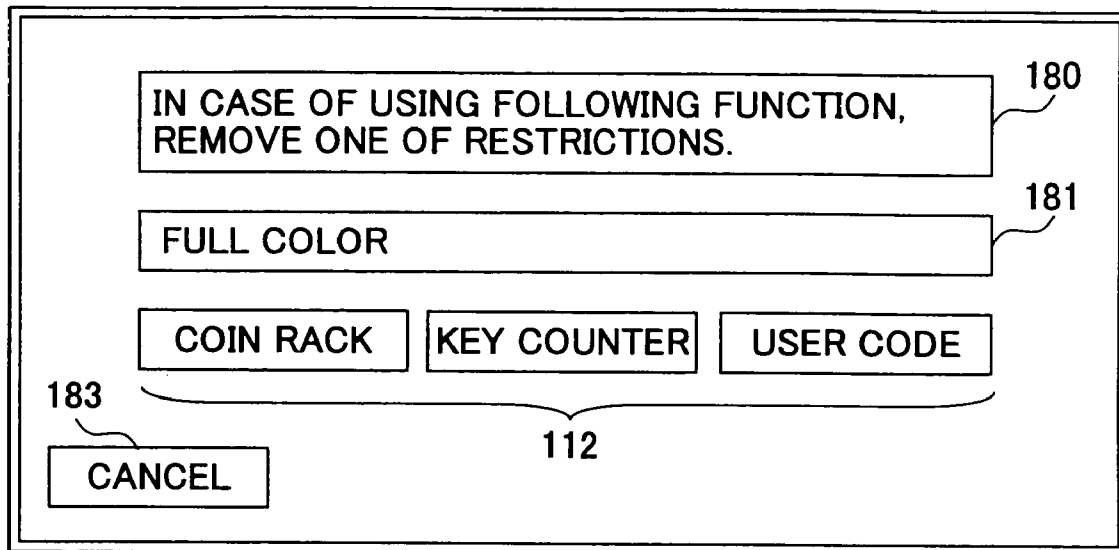 IN CASE OF USING FOLLOWING FUNCTION,
REMOVE ONE OF RESTRICTIONS.
180
FULL COLOR
181
COIN RACK KEY COUNTER USER CODE
112
183
CANCEL